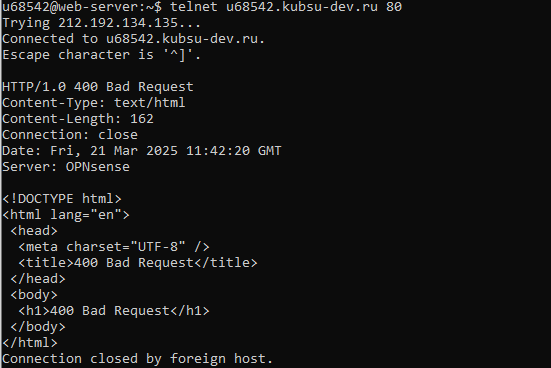 u68542@web-server:~$ telnet u68542.kubsu-dev.ru 80
Trying 212.192.134.135...
Connected to u68542.kubsu-dev.ru.
Escape character is '^]'.

HTTP/1.0 400 Bad Request
Content-Type: text/html
Content-Length: 162
Connection: close
Date: Fri, 21 Mar 2025 11:42:20 GMT
Server: OPNsense

<!DOCTYPE html>
<html lang="en">
 <head>
  <meta charset="UTF-8" />
  <title>400 Bad Request</title>
 </head>
 <body>
  <h1>400 Bad Request</h1>
 </body>
</html>
Connection closed by foreign host.